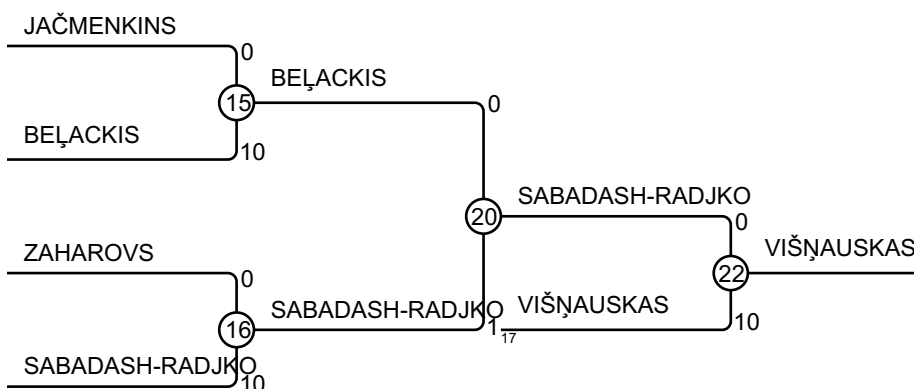 JAČMENKINS
0
15
BEĻACKIS
0
BEĻACKIS
10
20
SABADASH-RADJKO
0
ZAHAROVS
0
22
VIŠŅAUSKAS
16
SABADASH-RADJKO
1
17
VIŠŅAUSKAS
10
SABADASH-RADJKO
10